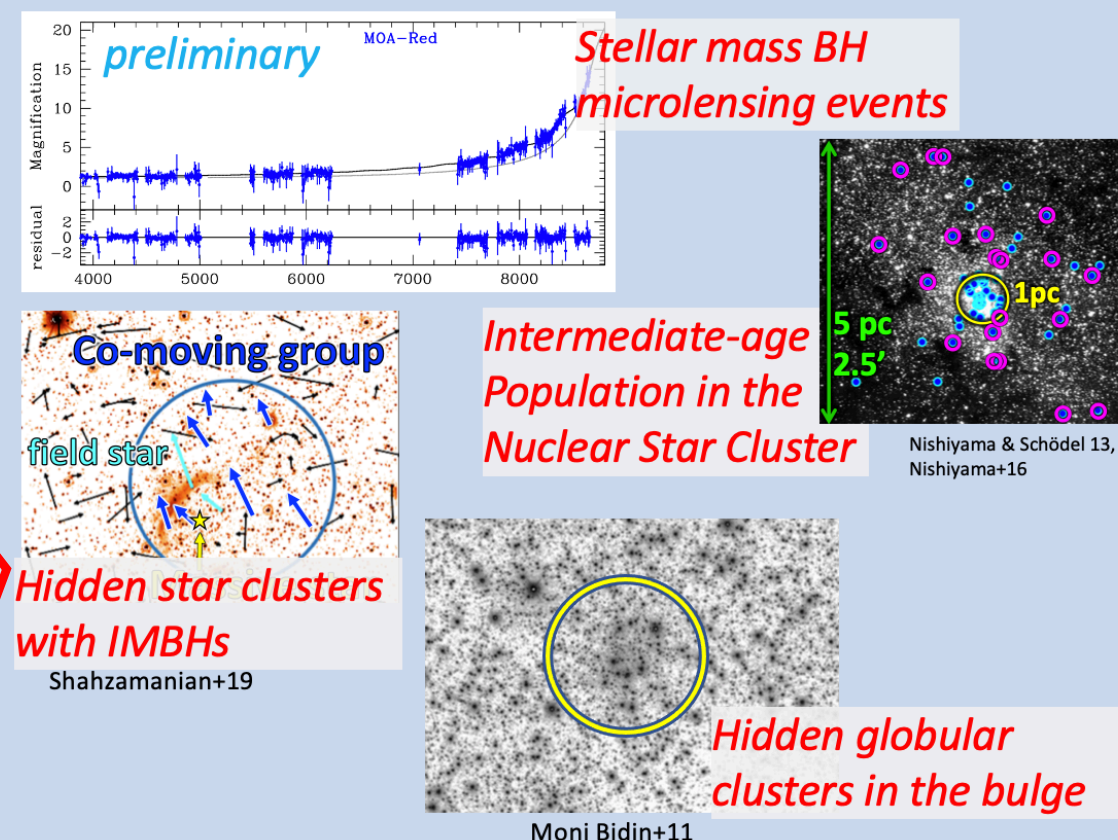 preliminary
MOA-Red
Magnification
20
15
10
5
0
residual
2
0
−2
4000 5000 6000 7000 8000
Stellar mass BH
microlensing events
1pc
5 pc
2.5’
Nishiyama & Schödel 13,
Nishiyama+16
Intermediate-age
Population in the
Nuclear Star Cluster
Co-moving group
field star
Hidden star clusters
with IMBHs
Shahzamanian+19
Hidden globular
clusters in the bulge
Moni Bidin+11